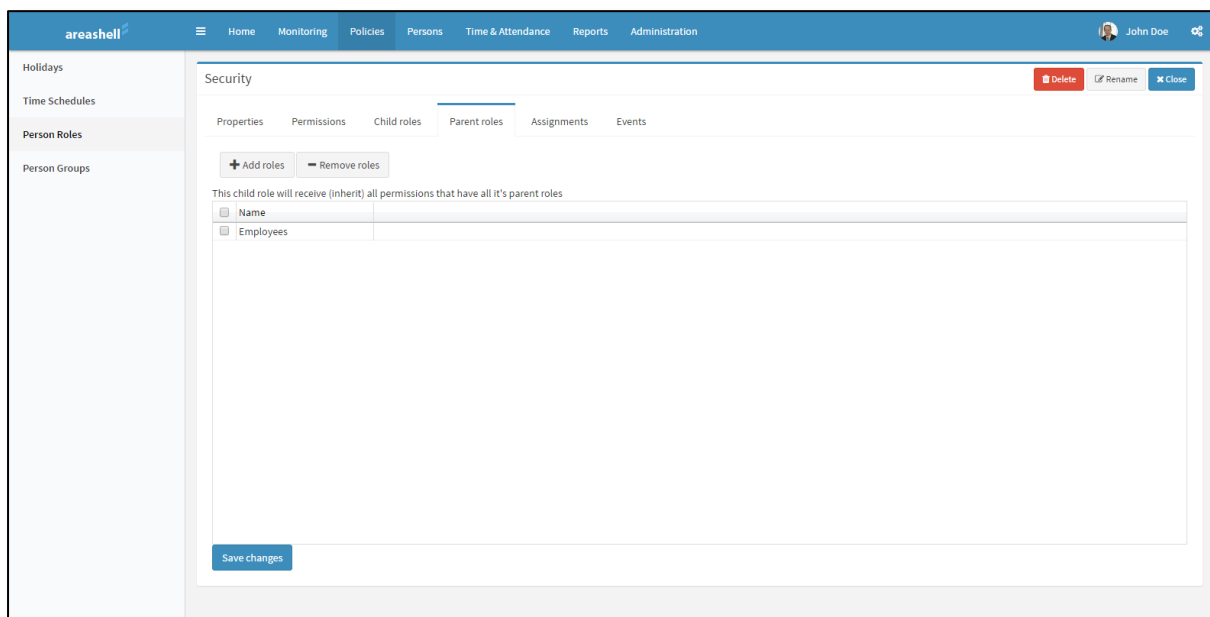 areashell Home Monitoring Policies Persons Time & Attendance Reports Administration John Doe
Holidays
Time Schedules
Person Roles
Person Groups
Security Delete Rename Close
Properties Permissions Child roles Parent roles Assignments Events
Add roles Remove roles
This child role will receive (inherit) all permissions that have all it's parent roles
Name
Employees
Save changes